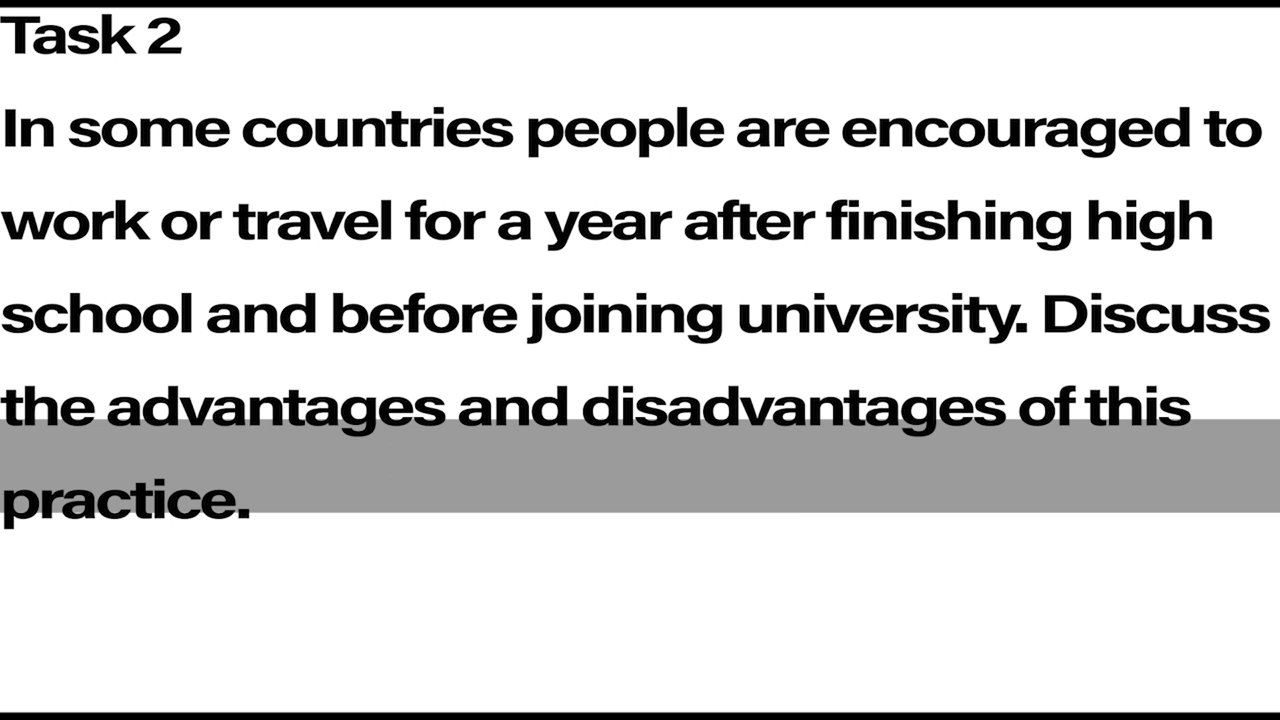 Task 2
In some countries people are encouraged to
work or travel for a year after finishing high
school and before joining university. Discuss
the advantages and disadvantages of this
practice.